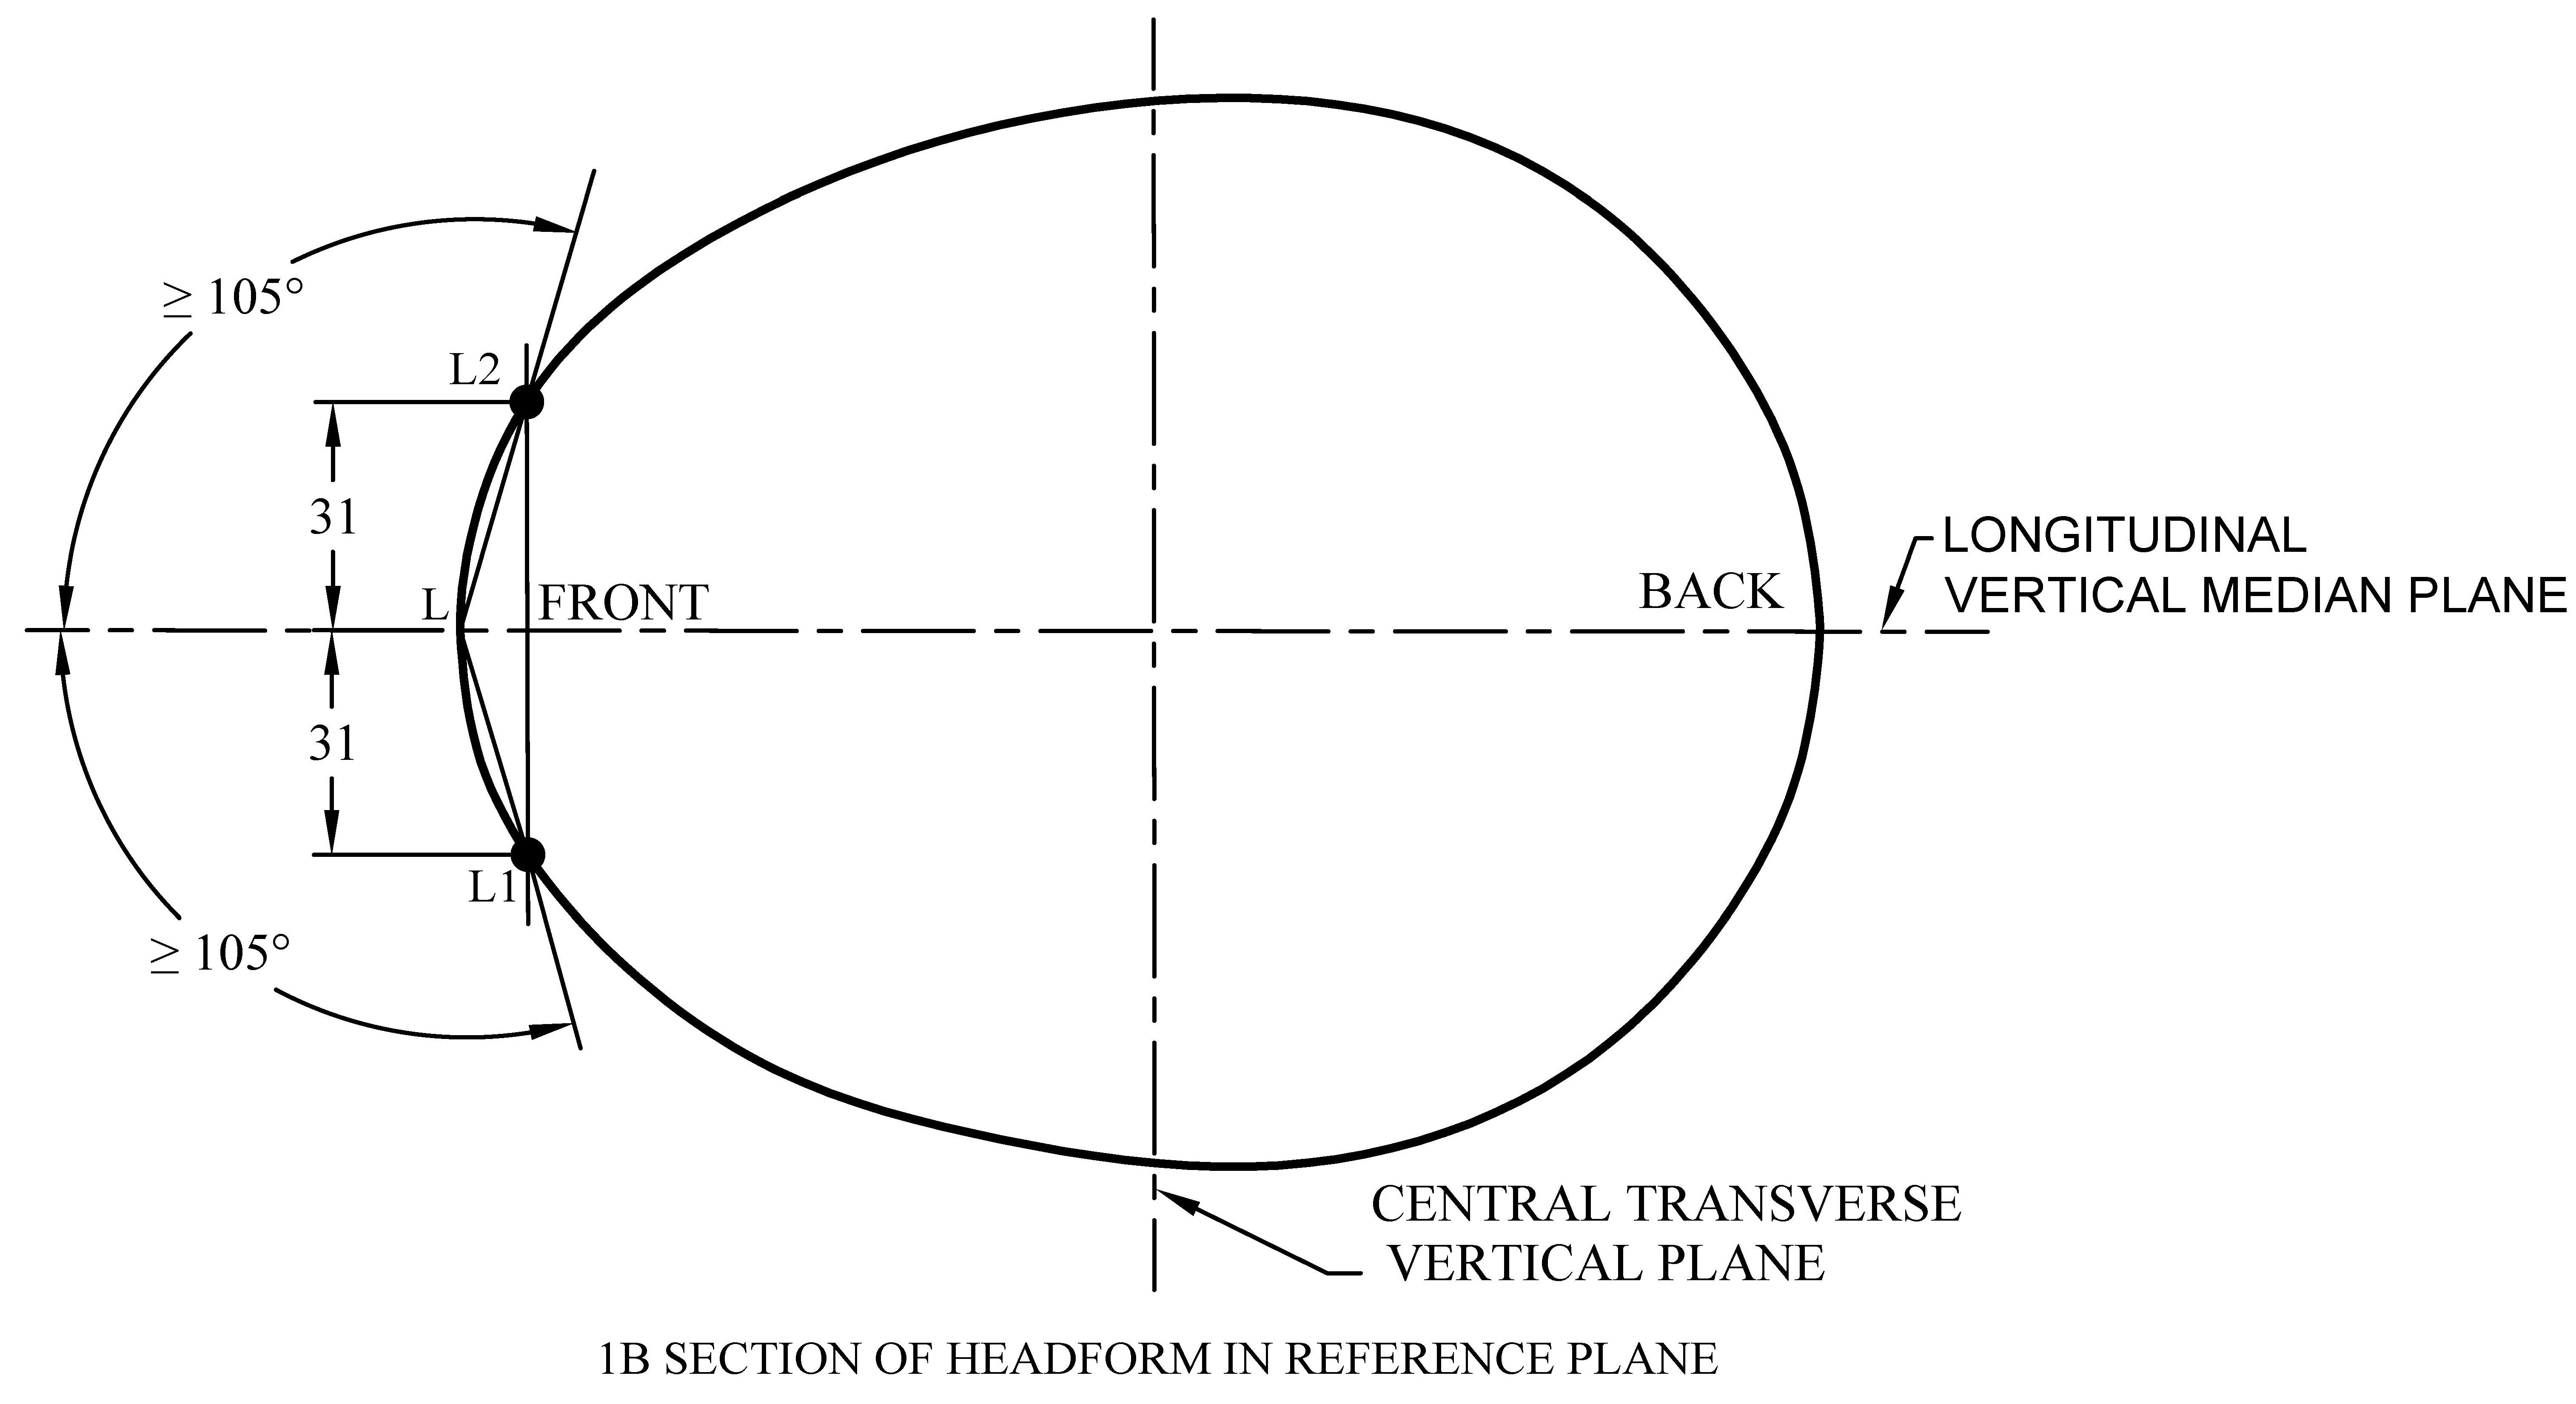 ≥ 105°
L2
31
L
FRONT
BACK
LONGITUDINAL
VERTICAL MEDIAN PLANE
31
L1
≥ 105°
CENTRAL TRANSVERSE
VERTICAL PLANE
1B SECTION OF HEADFORM IN REFERENCE PLANE